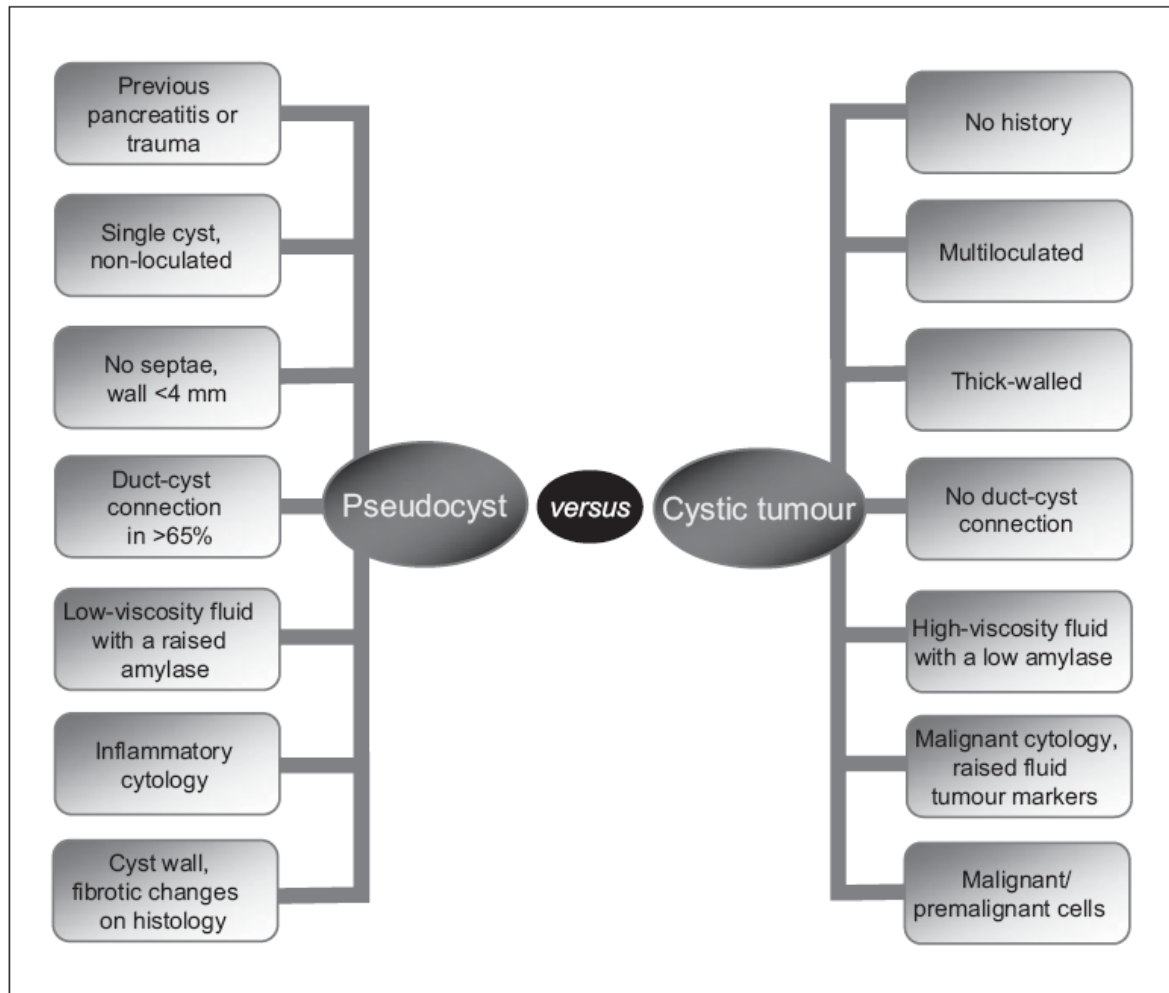 Previous
pancreatitis or
trauma
Single cyst,
non-loculated
No septae,
wall <4 mm
Duct-cyst
connection
in >65%
Low-viscosity fluid
with a raised
amylase
Inflammatory
cytology
Cyst wall,
fibrotic changes
on histology
Pseudocyst
versus
Cystic tumour
No history
Multiloculated
Thick-walled
No duct-cyst
connection
High-viscosity fluid
with a low amylase
Malignant cytology,
raised fluid
tumour markers
Malignant/
premalignant cells